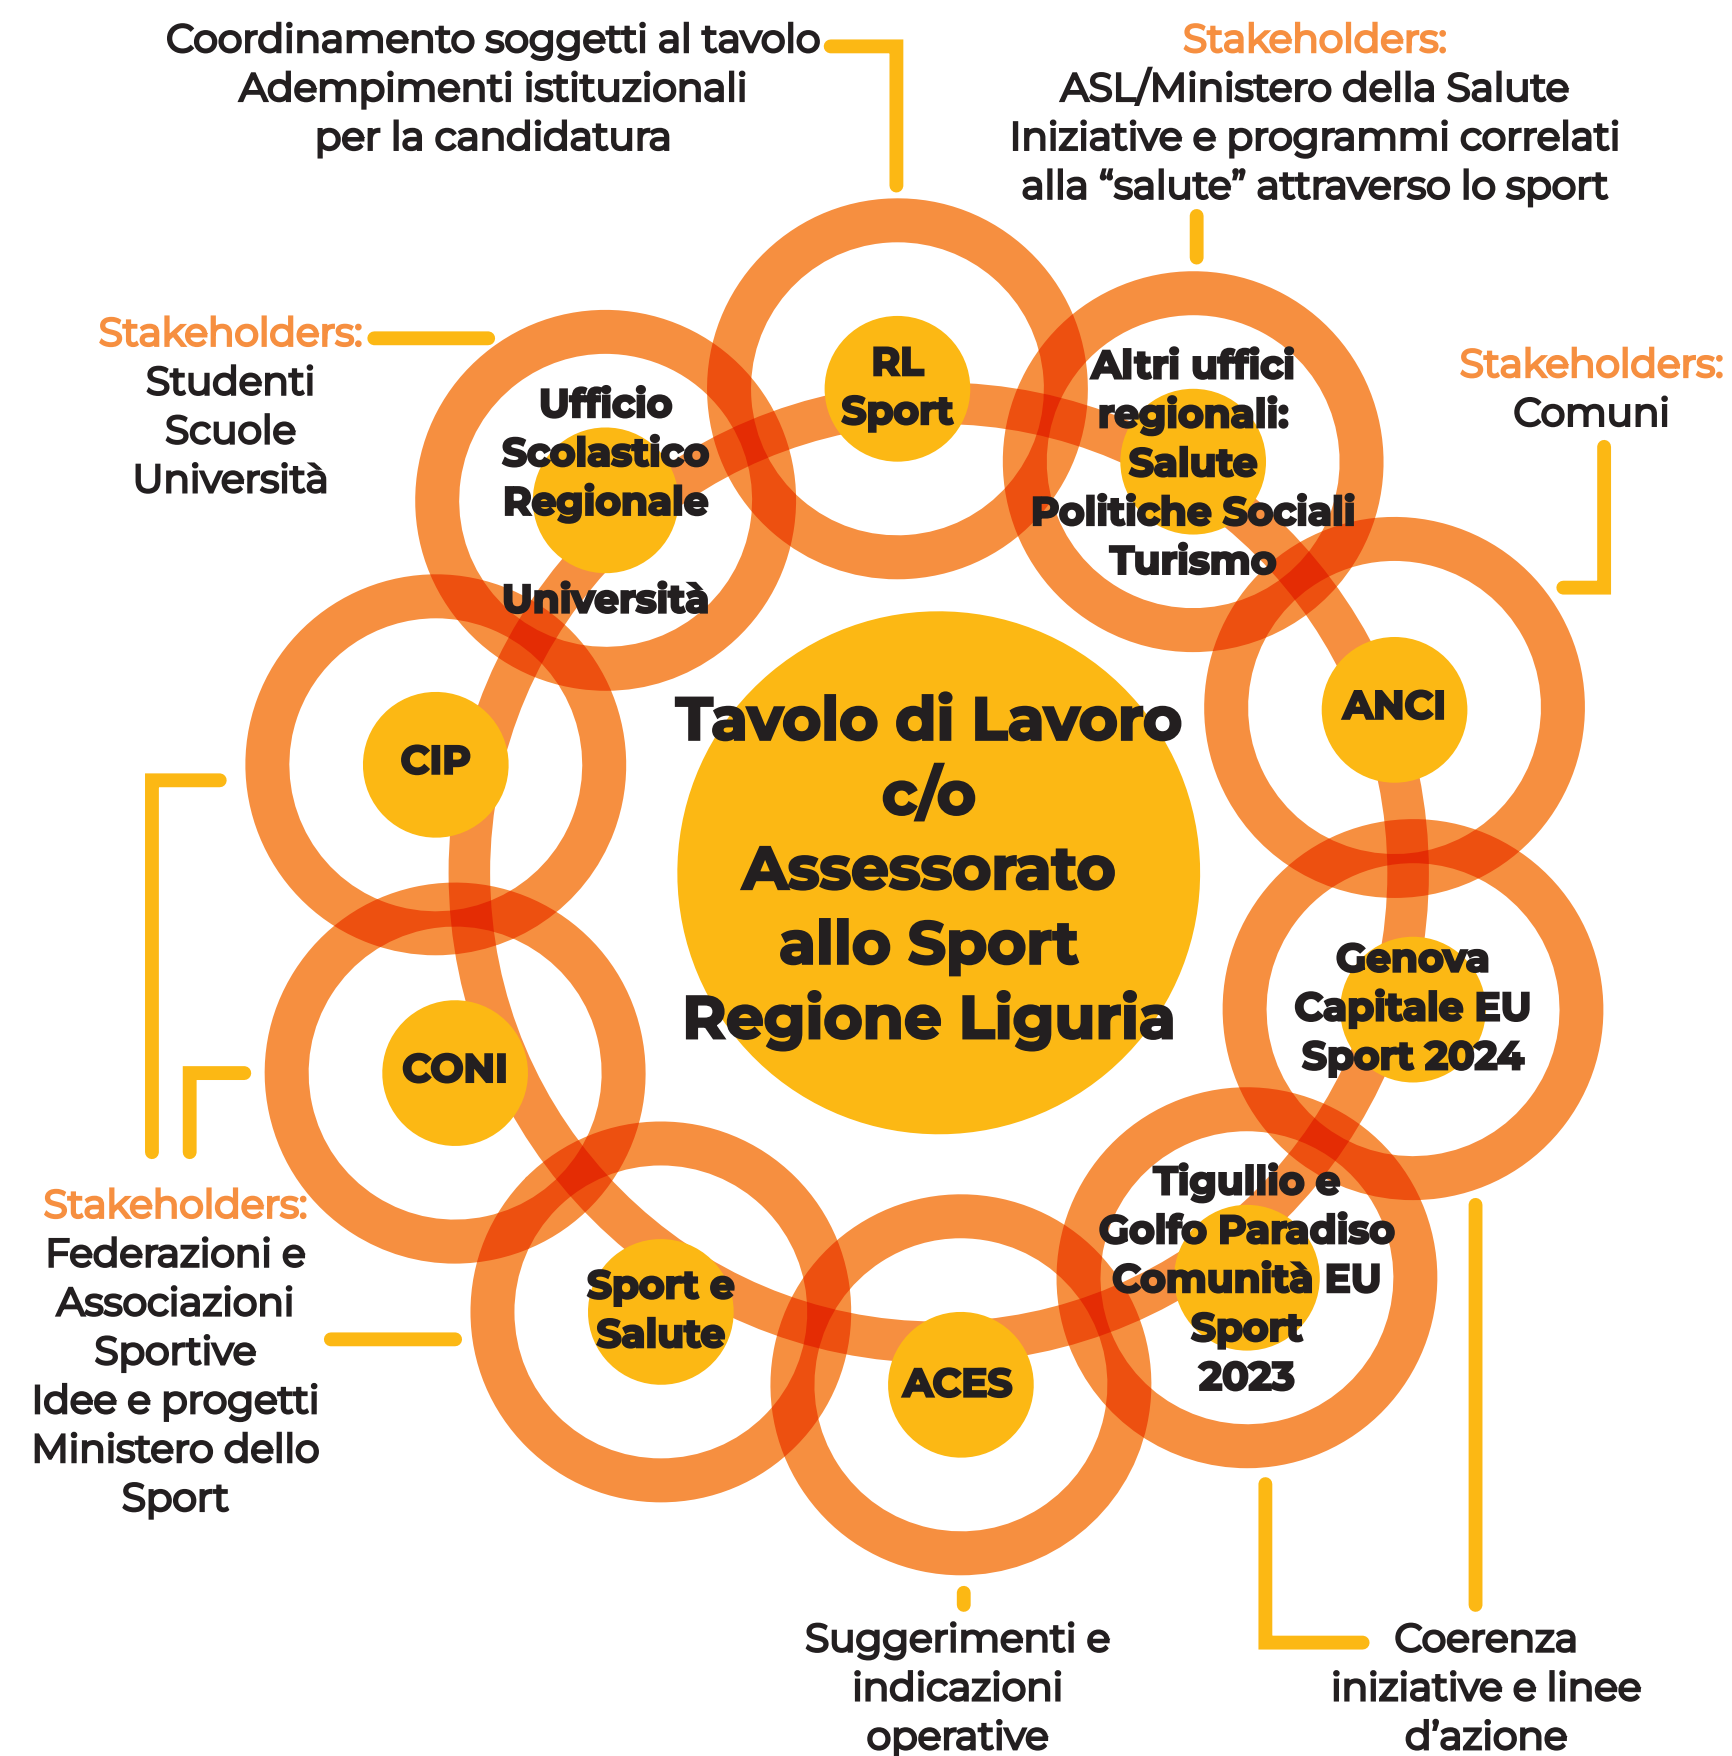 Coordinamento soggetti al tavolo
Adempimenti istituzionali
per la candidatura
Stakeholders:
ASL/Ministero della Salute
Iniziative e programmi correlati
alla “salute” attraverso lo sport
Stakeholders:
Studenti
Scuole
Università
Stakeholders:
Comuni
RL
Sport
Altri uffici
regionali:
Salute
Politiche Sociali
Turismo
Ufficio
Scolastico
Regionale
Università
ANCI
CIP
Tavolo di Lavoro
c/o
Assessorato
allo Sport
Regione Liguria
Genova
Capitale EU
Sport 2024
CONI
Tigullio e
Golfo Paradiso
Comunità EU
Sport
2023
Sport e
Salute
ACES
Stakeholders:
Federazioni e
Associazioni
Sportive
Idee e progetti
Ministero dello
Sport
Suggerimenti e
indicazioni
operative
Coerenza
iniziative e linee
d’azione